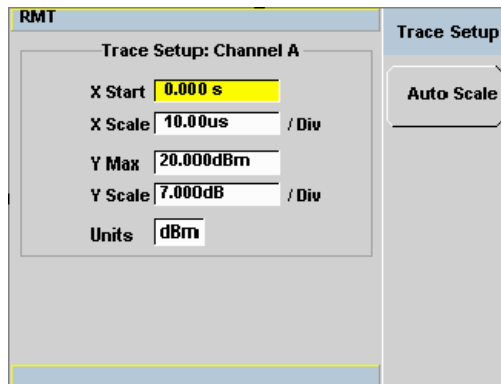 RMT
Trace Setup: Channel A
X Start 0.000 s
X Scale 10.00us / Div
Y Max 20.000dBm
Y Scale 7.000dB / Div
Units dBm
Trace Setup
Auto Scale